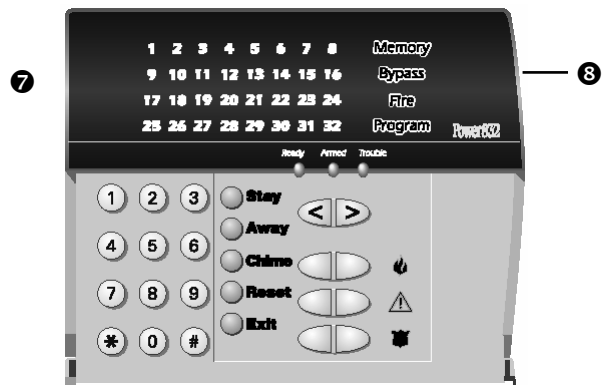 1 2 3 4 5 6 7 8 Memory
❼ 9 10 11 12 13 14 15 16 Bypass ❽
17 18 19 20 21 22 23 24 Fire
25 26 27 28 29 30 31 32 Program Power832
Ready Armed Trouble
1 2 3 Stay < >
Away
4 5 6
Chime
7 8 9 Reset
Exit
* 0 #